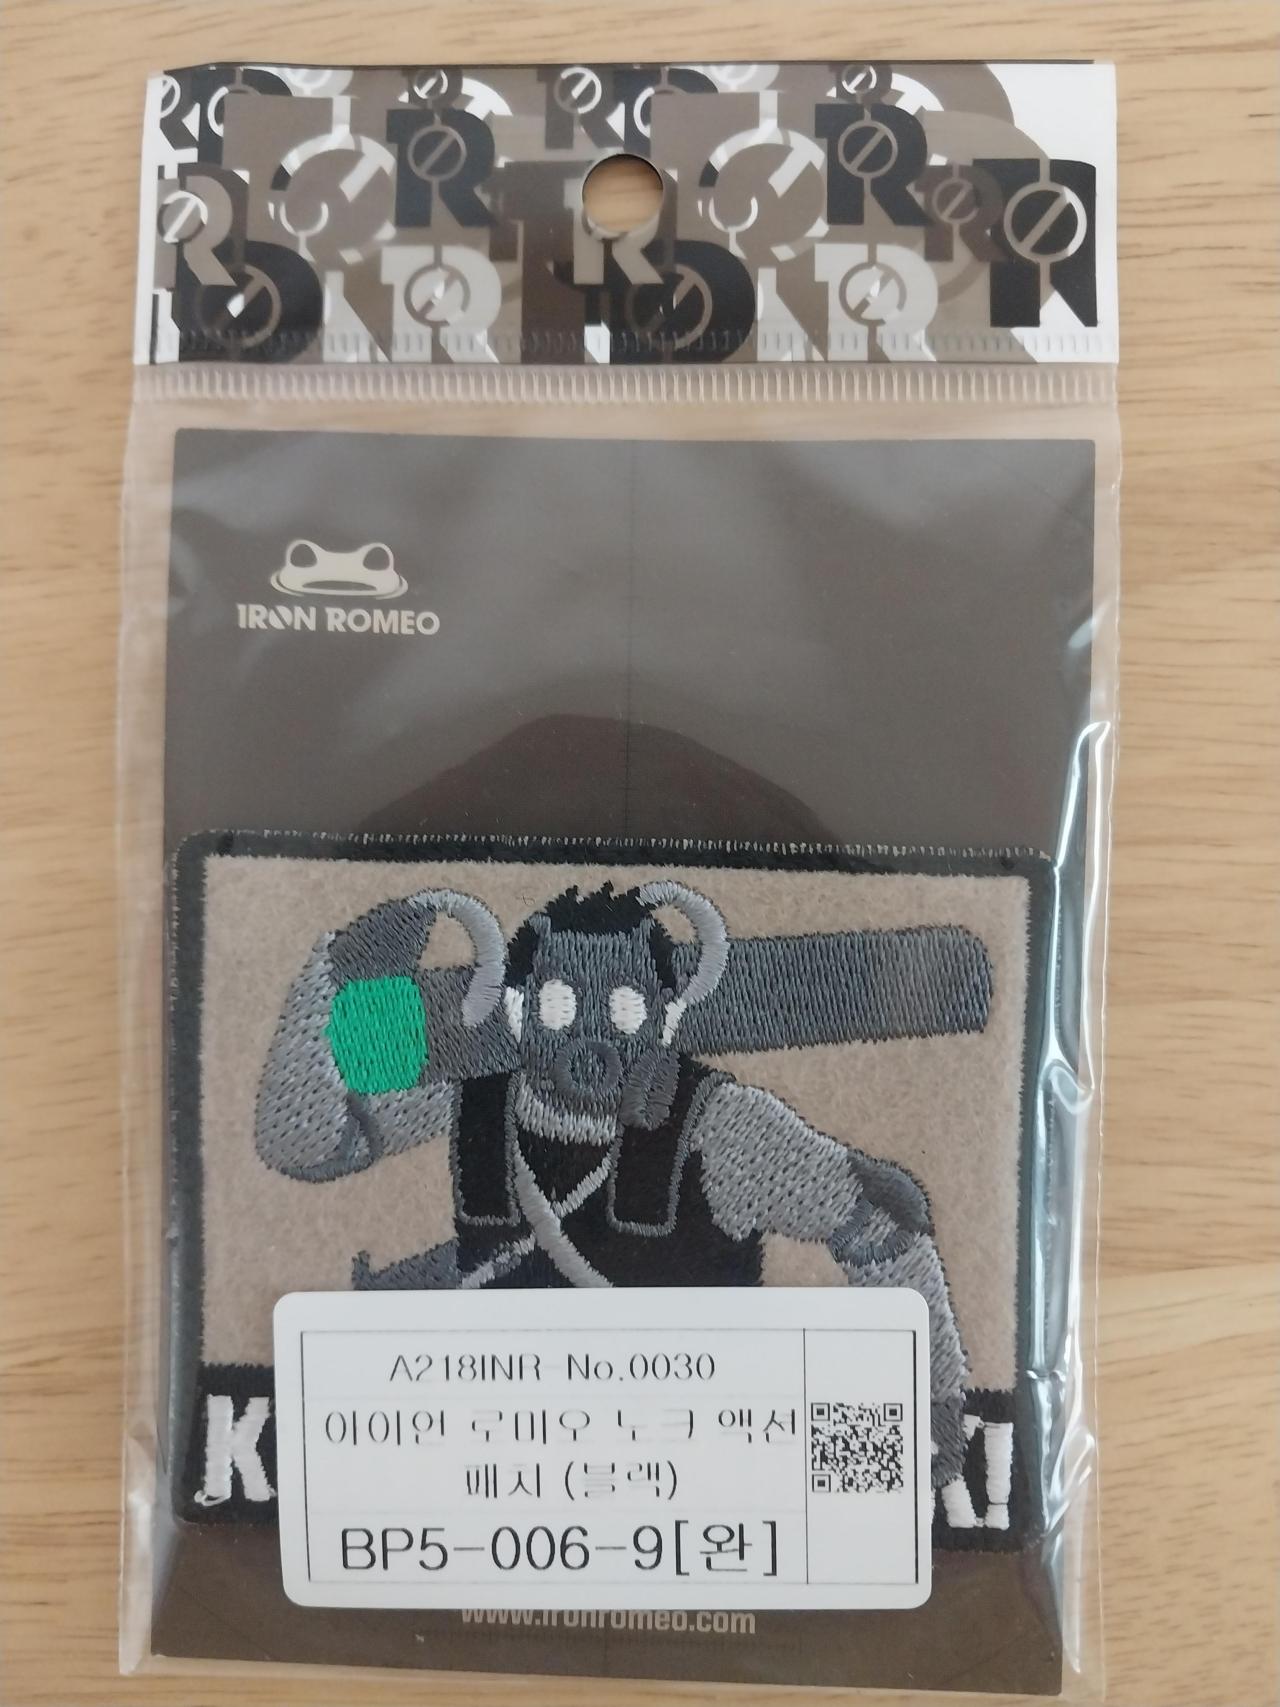 IRON ROMEO
K
!
A218INR-No.0030
아이언 로미오 노크 액션
패치 (블랙)
BP5-006-9[완]
www.ironromeo.com